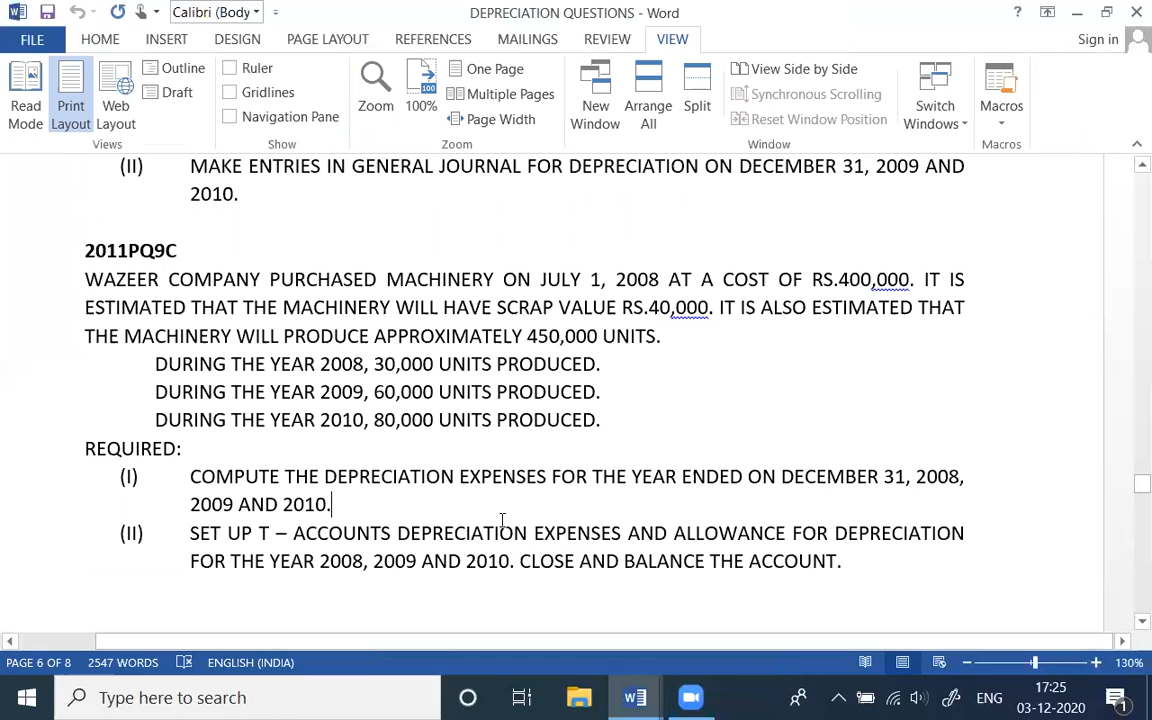 Calibri (Body
DEPRECIATION QUESTIONS - Word
?
FILE HOME INSERT DESIGN PAGE LAYOUT REFERENCES MAILINGS REVIEW VIEW Sign in
Read Mode
Print Layout
Web Layout
Outline
Draft
Views
Ruler
Gridlines
Navigation Pane
Show
Zoom
100
100%
One Page
Multiple Pages
Page Width
Zoom
New Window
Arrange All
Split
View Side by Side
Synchronous Scrolling
Reset Window Position
Window
Switch Windows
Macros
Macros
(II) MAKE ENTRIES IN GENERAL JOURNAL FOR DEPRECIATION ON DECEMBER 31, 2009 AND
2010.
2011PQ9C
WAZEER COMPANY PURCHASED MACHINERY ON JULY 1, 2008 AT A COST OF RS.400,000. IT IS
ESTIMATED THAT THE MACHINERY WILL HAVE SCRAP VALUE RS.40,000. IT IS ALSO ESTIMATED THAT
THE MACHINERY WILL PRODUCE APPROXIMATELY 450,000 UNITS.
DURING THE YEAR 2008, 30,000 UNITS PRODUCED.
DURING THE YEAR 2009, 60,000 UNITS PRODUCED.
DURING THE YEAR 2010, 80,000 UNITS PRODUCED.
REQUIRED:
(I) COMPUTE THE DEPRECIATION EXPENSES FOR THE YEAR ENDED ON DECEMBER 31, 2008,
2009 AND 2010.
(II) SET UP T – ACCOUNTS DEPRECIATION EXPENSES AND ALLOWANCE FOR DEPRECIATION
FOR THE YEAR 2008, 2009 AND 2010. CLOSE AND BALANCE THE ACCOUNT.
PAGE 6 OF 8 2547 WORDS ENGLISH (INDIA) 130%
Type here to search
ENG
17:25
03-12-2020
1